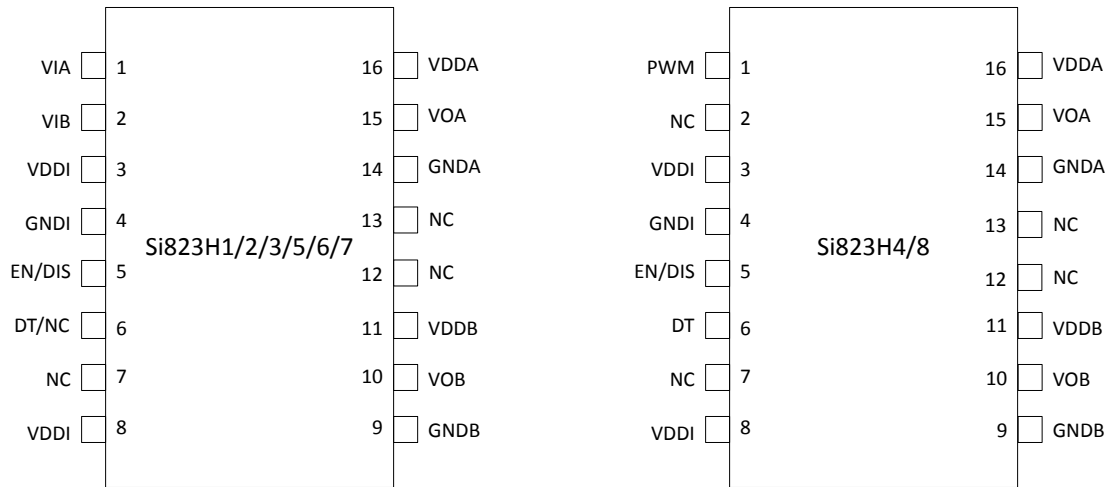 VIA 1 16 VDDA
VIB 2 15 VOA
VDDI 3 14 GNDA
GNDI 4 13 NC
Si823H1/2/3/5/6/7
EN/DIS 5 12 NC
DT/NC 6 11 VDDB
NC 7 10 VOB
VDDI 8 9 GNDB
PWM 1 16 VDDA
NC 2 15 VOA
VDDI 3 14 GNDA
GNDI 4 13 NC
Si823H4/8
EN/DIS 5 12 NC
DT 6 11 VDDB
NC 7 10 VOB
VDDI 8 9 GNDB